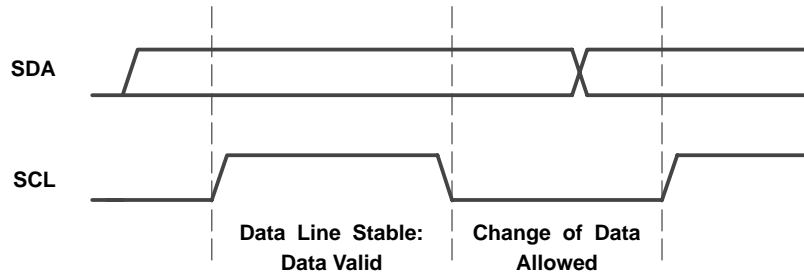 SDA
SCL
Data Line Stable:
Data Valid
Change of Data
Allowed